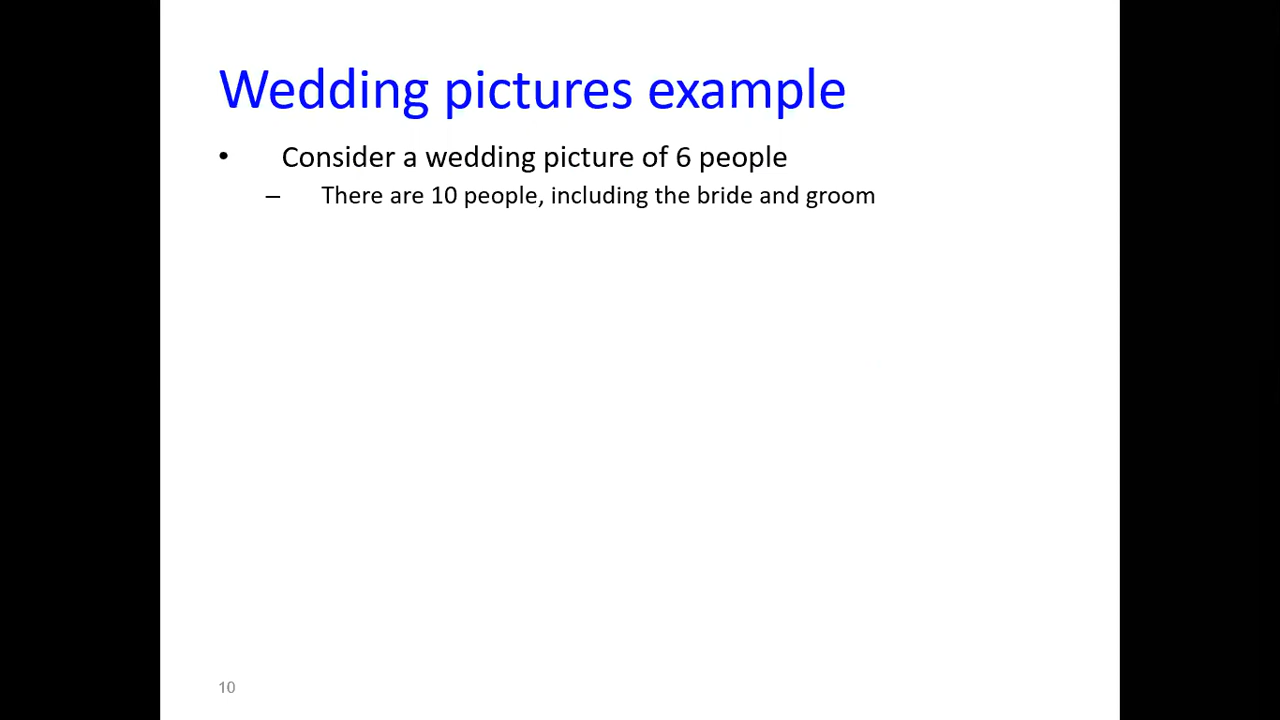 Wedding pictures example
• Consider a wedding picture of 6 people
– There are 10 people, including the bride and groom
10